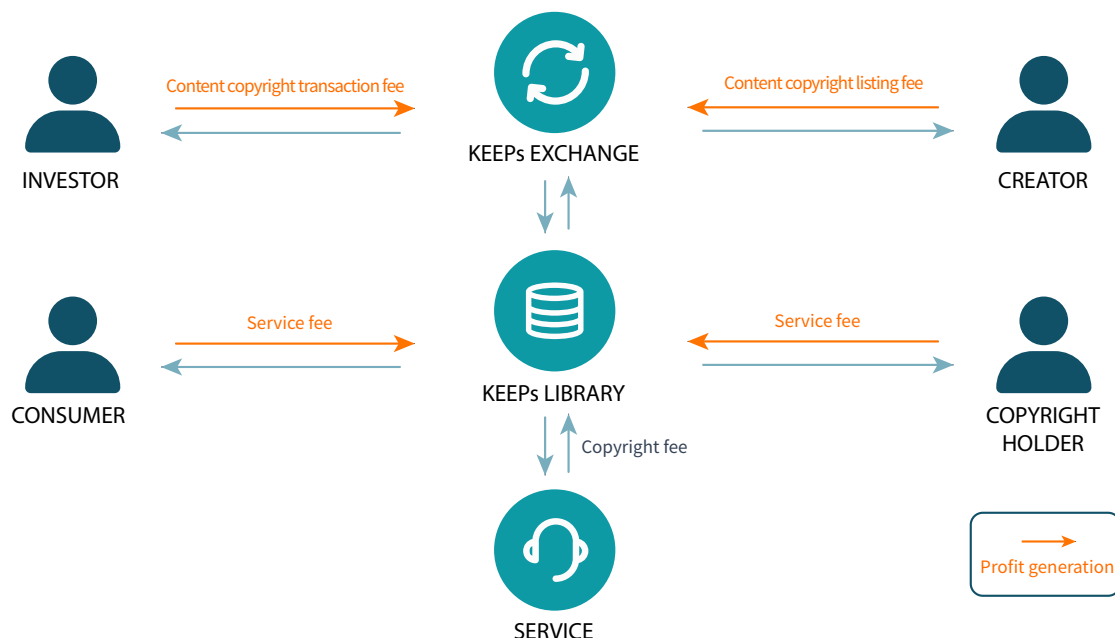 Content copyright transaction fee
Content copyright listing fee
INVESTOR
KEEPs EXCHANGE
CREATOR
Service fee
Service fee
CONSUMER
KEEPs LIBRARY
COPYRIGHT
HOLDER
Copyright fee
Profit generation
SERVICE